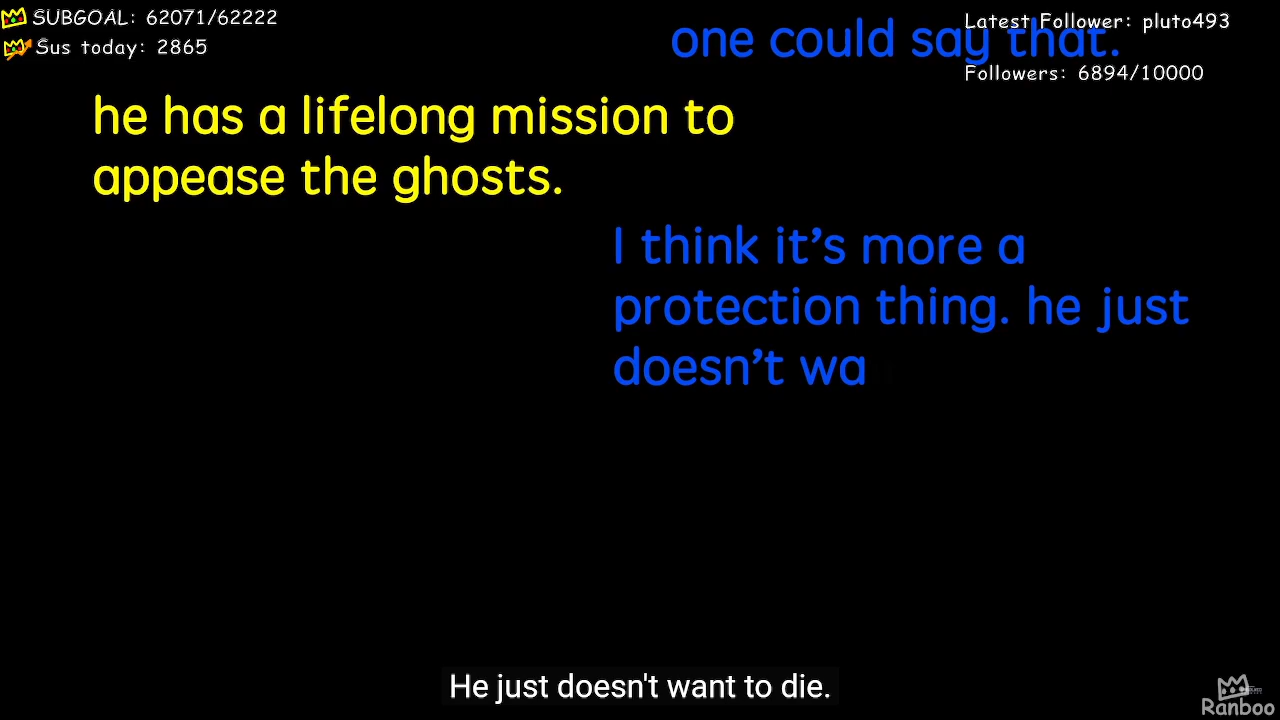 SUBGOAL: 62071/62222
Sus today: 2865
Latest Follower: pluto493
Followers: 6894/10000
one could say that.
he has a lifelong mission to
appease the ghosts.
I think it’s more a
protection thing. he just
doesn’t wa
He just doesn't want to die.
Ranboo